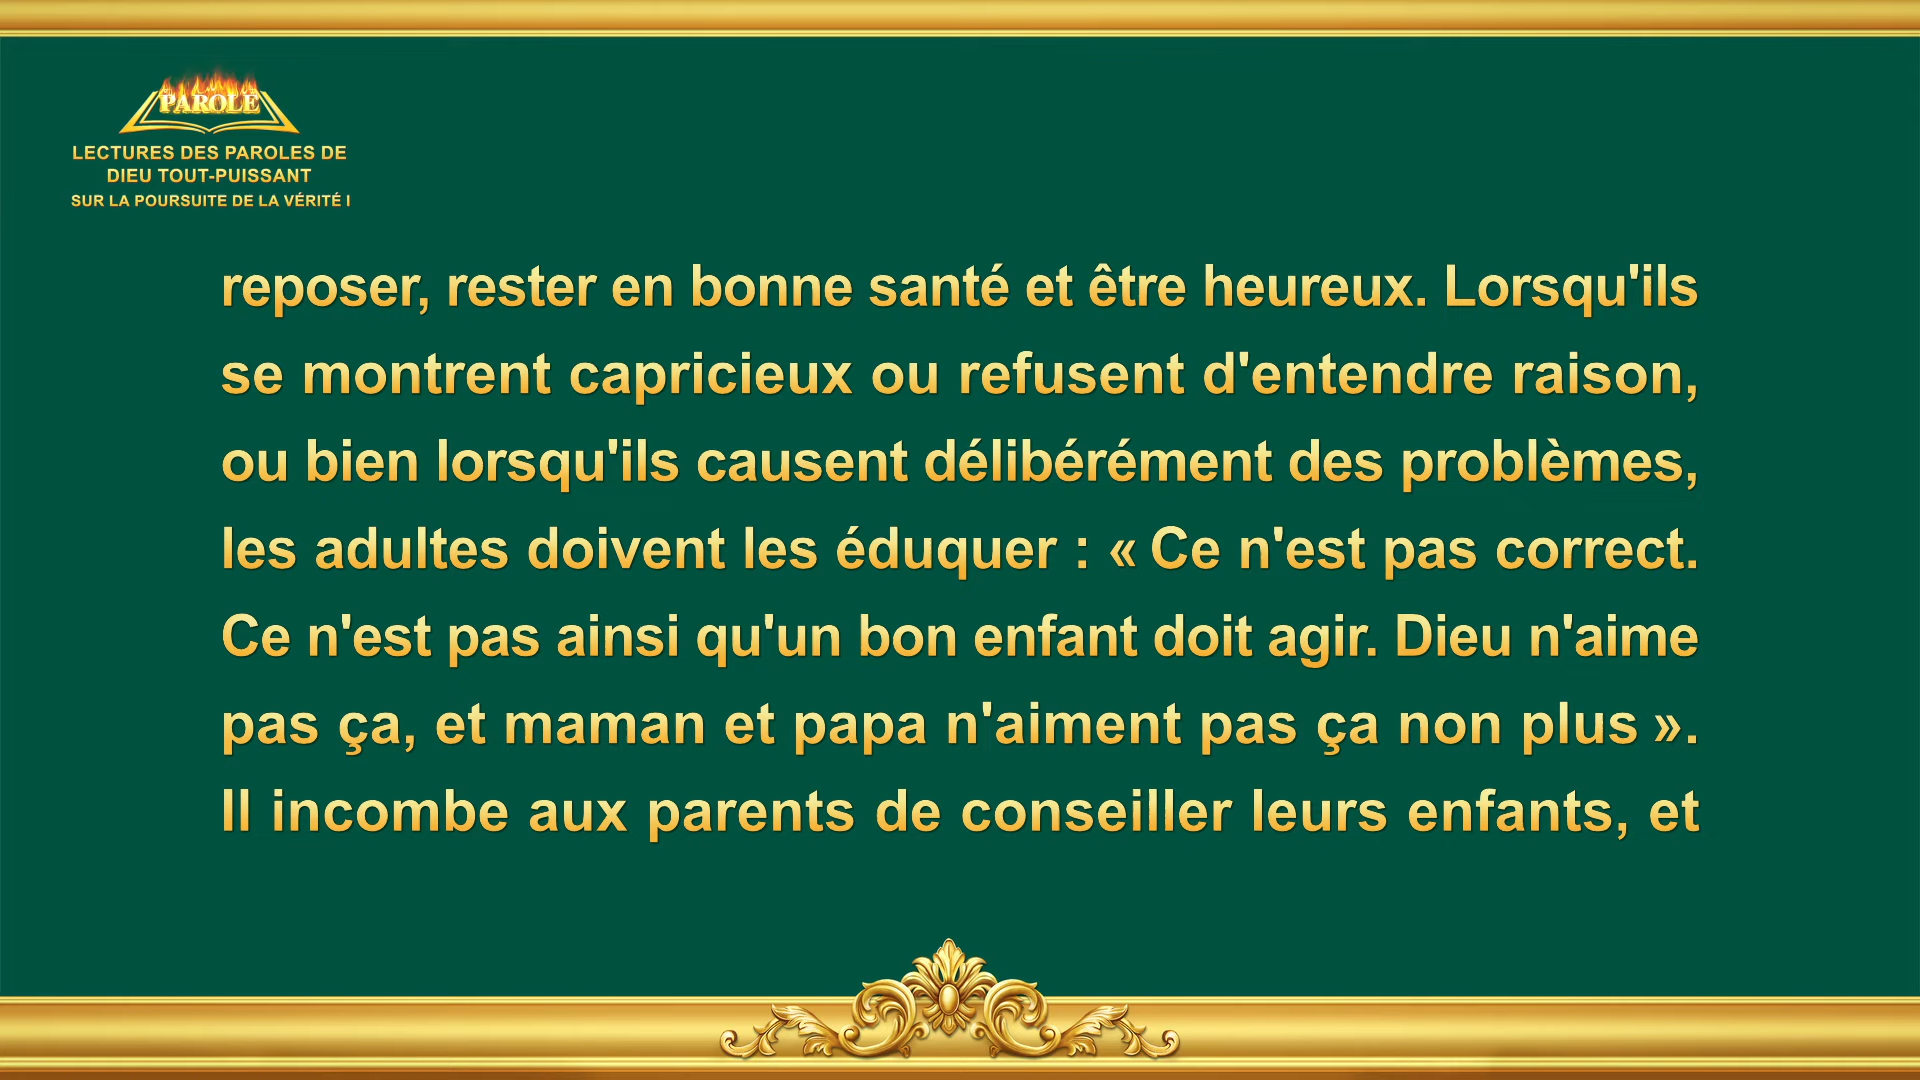 PAROLE
LECTURES DES PAROLES DE
DIEU TOUT-PUISSANT
SUR LA POURSUITE DE LA VÉRITÉ I
reposer, rester en bonne santé et être heureux. Lorsqu'ils
se montrent capricieux ou refusent d'entendre raison,
ou bien lorsqu'ils causent délibérément des problèmes,
les adultes doivent les éduquer : « Ce n'est pas correct.
Ce n'est pas ainsi qu'un bon enfant doit agir. Dieu n'aime
pas ça, et maman et papa n'aiment pas ça non plus ».
Il incombe aux parents de conseiller leurs enfants, et